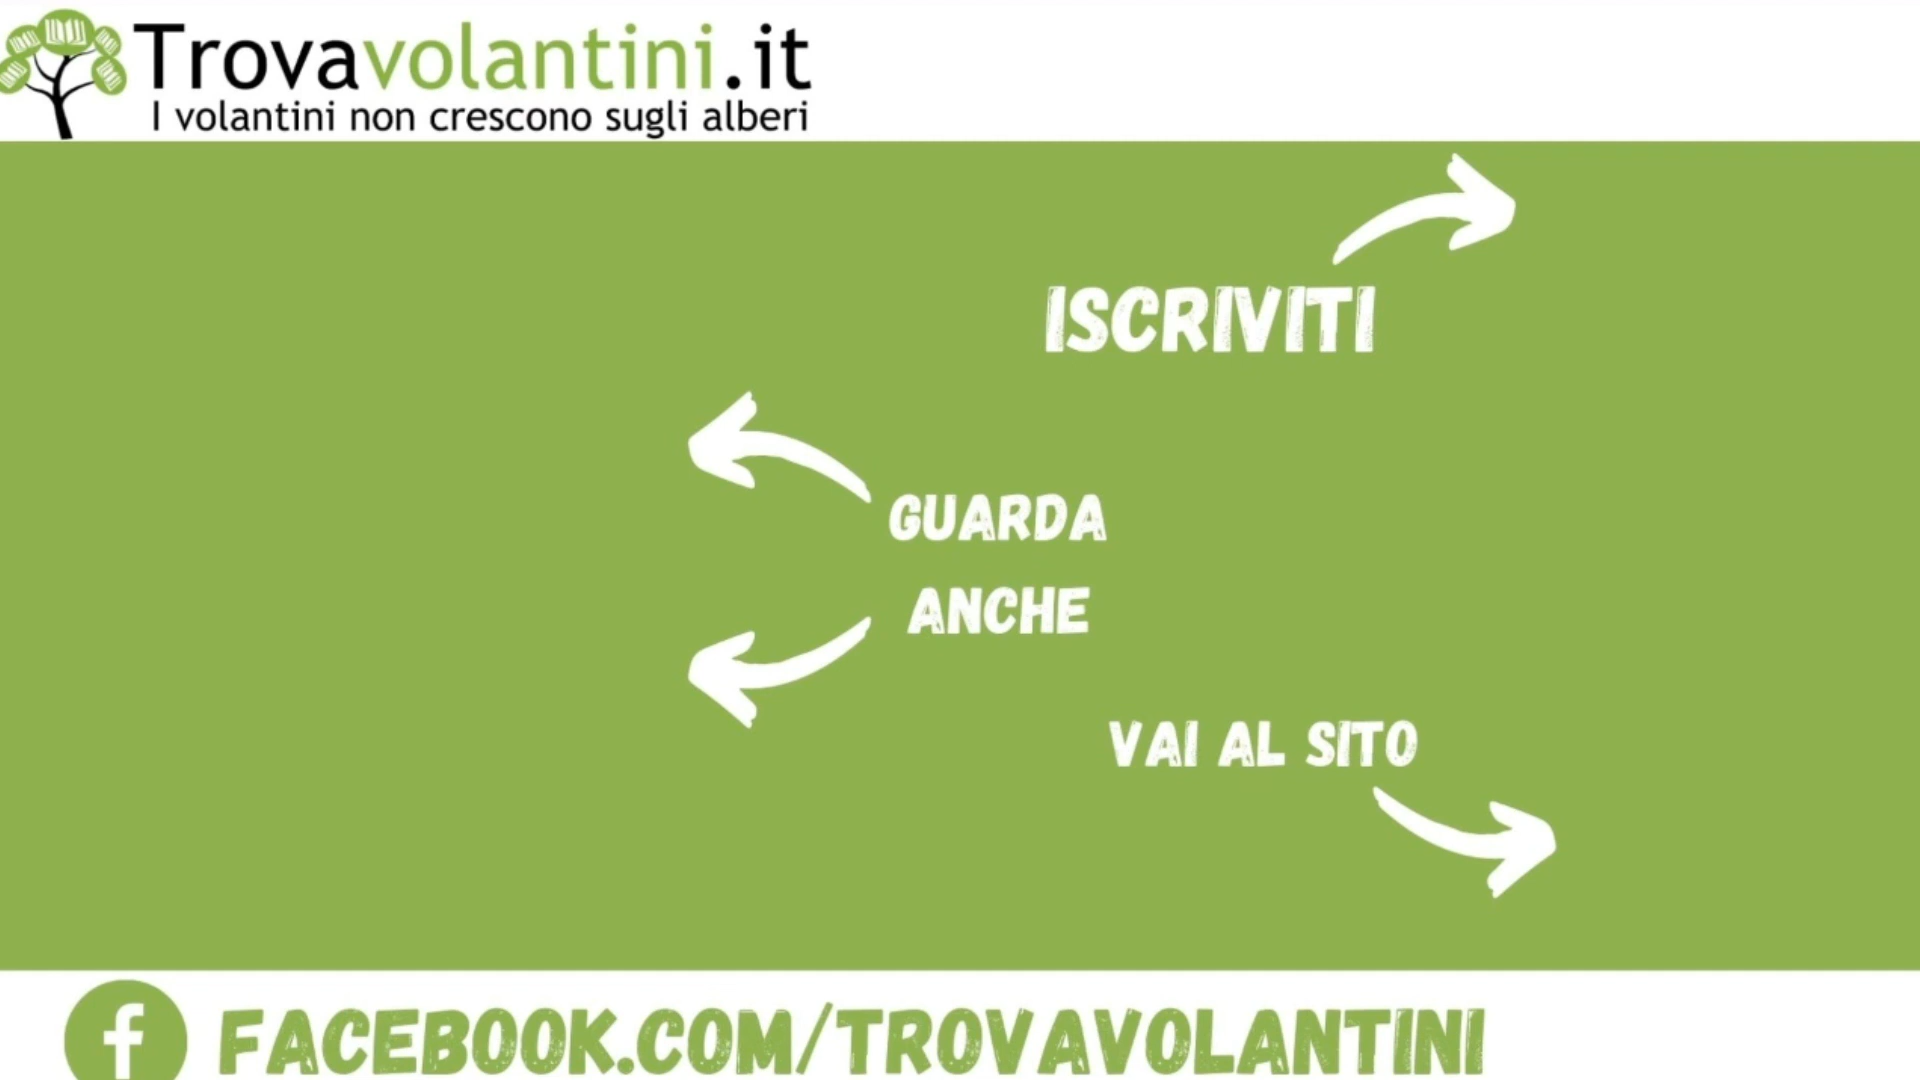 Trovavolantini.it
I volantini non crescono sugli alberi
ISCRIVITI
GUARDA
ANCHE
VAI AL SITO
FACEBOOK.COM/TROVAVOLANTINI